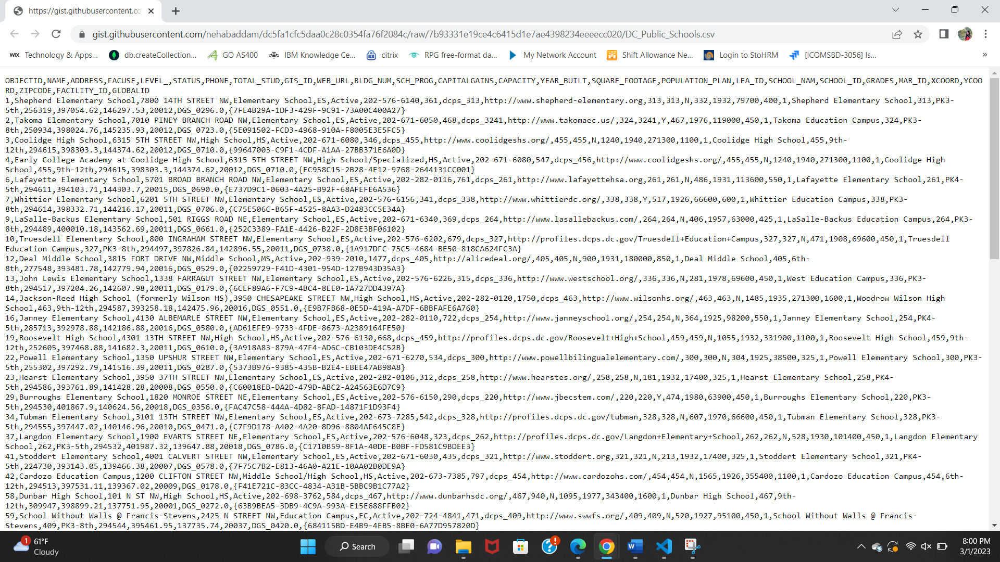 https://gist.githubusercontent.co
gist.githubusercontent.com/nehabaddam/dc5fa1cfc5daa0c28c0354fa76f2084c/raw/7b93331e19ce4c6415d1e7ae4398234eeeecc020/DC_Public_Schools.csv
WIX Technology & Apps... db.createCollection... GO AS400 IBM Knowledge Ce... citrix RPG free-format da... My Network Account Shift Allowance Ne... Login to StoHRM [ICOMSBD-3056] Is... »
OBJECTID,NAME,ADDRESS,FACUSE,LEVEL_,STATUS,PHONE,TOTAL_STUD,GIS_ID,WEB_URL,BLDG_NUM,SCH_PROG,CAPITALGAINS,CAPACITY,YEAR_BUILT,SQUARE_FOOTAGE,POPULATION_PLAN,LEA_ID,SCHOOL_NAM,SCHOOL_ID,GRADES,MAR_ID,XCOORD,YCOO
RD,ZIPCODE,FACILITY_ID,GLOBALID
1,Shepherd Elementary School,7800 14TH STREET NW,Elementary School,ES,Active,202-576-6140,361,dcps_313,http://www.shepherd-elementary.org,313,313,N,332,1932,79700,400,1,Shepherd Elementary School,313,PK3-
5th,256319,397054.62,146297.53,20012,DGS_0296.0,{7FE4B29A-1DF3-429F-9C91-73A00C400A27}
2,Takoma Elementary School,7010 PINEY BRANCH ROAD NW,Elementary School,ES,Active,202-671-6050,468,dcps_3241,http://www.takomaec.us/,324,3241,Y,467,1976,119000,450,1,Takoma Education Campus,324,PK3-
8th,250934,398024.76,145235.93,20012,DGS_0723.0,{5E091502-FCD3-4968-910A-F8005E3E5FC5}
3,Coolidge High School,6315 5TH STREET NW,High School,HS,Active,202-671-6080,346,dcps_455,http://www.coolidgeshs.org/,455,455,N,1240,1940,271300,1100,1,Coolidge High School,455,9th-
12th,294615,398303.3,144374.62,20012,DGS_0710.0,{99647003-C9F1-4CDF-A1AA-27BB371E6A0D}
4,Early College Academy at Coolidge High School,6315 5TH STREET NW,High School/Specialized,HS,Active,202-671-6080,547,dcps_456,http://www.coolidgeshs.org/,455,455,N,1240,1940,271300,1100,1,Coolidge High
School,455,9th-12th,294615,398303.3,144374.62,20012,DGS_0710.0,{EC958C15-2B28-4E12-9768-2644131CC001}
6,Lafayette Elementary School,5701 BROAD BRANCH ROAD NW,Elementary School,ES,Active,202-282-0116,761,dcps_261,http://www.lafayettehsa.org,261,261,N,486,1931,113600,550,1,Lafayette Elementary School,261,PK4-
5th,294611,394103.71,144303.7,20015,DGS_0690.0,{E737D9C1-0603-4A25-B92F-68AFEFE6A536}
7,Whittier Elementary School,6201 5TH STREET NW,Elementary School,ES,Active,202-576-6156,341,dcps_338,http://www.whittierdc.org/,338,338,Y,517,1926,66600,600,1,Whittier Education Campus,338,PK3-
8th,294614,398332.71,144216.17,20011,DGS_0706.0,{C75E506C-B65F-4525-8AA3-D2483CC5E34A}
9,LaSalle-Backus Elementary School,501 RIGGS ROAD NE,Elementary School,ES,Active,202-671-6340,369,dcps_264,http://www.lasallebackus.com/,264,264,N,406,1957,63000,425,1,LaSalle-Backus Education Campus,264,PK3-
8th,294489,400010.18,143562.69,20011,DGS_0661.0,{252C3389-FA1E-4426-B22F-2D8E3BF06102}
10,Truesdell Elementary School,800 INGRAHAM STREET NW,Elementary School,ES,Active,202-576-6202,679,dcps_327,http://profiles.dcps.dc.gov/Truesdell+Education+Campus,327,327,N,471,1908,69600,450,1,Truesdell
Education Campus,327,PK3-8th,294497,397826.84,142896.55,20011,DGS_0738.0,{1A917DFC-75C5-4684-BE50-818CA624FC3A}
12,Deal Middle School,3815 FORT DRIVE NW,Middle School,MS,Active,202-939-2010,1477,dcps_405,http://alicedeal.org/,405,405,N,900,1931,180000,850,1,Deal Middle School,405,6th-
8th,277548,393481.78,142779.94,20016,DGS_0529.0,{02259729-F41D-4301-954D-127B943D35A3}
13,John Lewis Elementary School,1338 FARRAGUT STREET NW,Elementary School,ES,Active,202-576-6226,315,dcps_336,http://www.westschool.org/,336,336,N,281,1978,69600,450,1,West Education Campus,336,PK3-
8th,294517,397204.26,142607.98,20011,DGS_0179.0,{6CEF89A6-F7C9-4BC4-8EE0-1A727DD4397A}
14,Jackson-Reed High School (formerly Wilson HS),3950 CHESAPEAKE STREET NW,High School,HS,Active,202-282-0120,1750,dcps_463,http://www.wilsonhs.org/,463,463,N,1485,1935,271300,1600,1,Woodrow Wilson High
School,463,9th-12th,294587,393258.18,142475.96,20016,DGS_0551.0,{E9B7FB68-0E5D-419A-A7DF-6BBFAFE6A760}
16,Janney Elementary School,4130 ALBEMARLE STREET NW,Elementary School,ES,Active,202-282-0110,722,dcps_254,http://www.janneyschool.org/,254,254,N,364,1925,98200,550,1,Janney Elementary School,254,PK4-
5th,285713,392978.88,142186.88,20016,DGS_0580.0,{AD61EFE9-9733-4FDE-8673-A2389164FE50}
19,Roosevelt High School,4301 13TH STREET NW,High School,HS,Active,202-576-6130,668,dcps_459,http://profiles.dcps.dc.gov/Roosevelt+High+School,459,459,N,1055,1932,331900,1100,1,Roosevelt High School,459,9th-
12th,252605,397468.88,141682.3,20011,DGS_0610.0,{3A918A83-879A-47F4-AD6C-CB103DE4C52B}
22,Powell Elementary School,1350 UPSHUR STREET NW,Elementary School,ES,Active,202-671-6270,534,dcps_300,http://www.powellbilingualelementary.com/,300,300,N,304,1925,38500,325,1,Powell Elementary School,300,PK3-
5th,255302,397292.79,141516.39,20011,DGS_0287.0,{5373B976-9385-435B-B2E4-EBEE47AB98A8}
23,Hearst Elementary School,3950 37TH STREET NW,Elementary School,ES,Active,202-282-0106,312,dcps_258,http://www.hearstes.org/,258,258,N,181,1932,17400,325,1,Hearst Elementary School,258,PK4-
5th,294586,393761.89,141428.28,20008,DGS_0550.0,{C60018EB-DA2D-479D-ABC2-A24563E6D7C9}
29,Burroughs Elementary School,1820 MONROE STREET NE,Elementary School,ES,Active,202-576-6150,290,dcps_220,http://www.jbecstem.com/,220,220,Y,474,1980,63900,450,1,Burroughs Elementary School,220,PK3-
5th,294530,401867.9,140624.56,20018,DGS_0356.0,{FAC47C58-444A-4D82-8FAD-14871F1D93F4}
34,Tubman Elementary School,3101 13TH STREET NW,Elementary School,ES,Active,202-673-7285,542,dcps_328,http://profiles.dcps.dc.gov/tubman,328,328,N,607,1970,66600,450,1,Tubman Elementary School,328,PK3-
5th,294555,397447.02,140146.96,20010,DGS_0471.0,{C7F9D178-A402-4A20-8D96-8804AF645C8E}
37,Langdon Elementary School,1900 EVARTS STREET NE,Elementary School,ES,Active,202-576-6048,323,dcps_262,http://profiles.dcps.dc.gov/Langdon+Elementary+School,262,262,N,528,1930,101400,450,1,Langdon Elementary
School,262,PK3-5th,294532,401987.32,139647.88,20018,DGS_0786.0,{C1710B59-8F1A-40DE-B0BF-FD581C9BDEE3}
41,Stoddert Elementary School,4001 CALVERT STREET NW,Elementary School,ES,Active,202-671-6030,435,dcps_321,http://www.stoddert.org,321,321,N,213,1932,17400,325,1,Stoddert Elementary School,321,PK4-
5th,224730,393143.05,139466.38,20007,DGS_0578.0,{7F75C7B2-E813-46A0-A21E-10AA02B0DE9A}
42,Cardozo Education Campus,1200 CLIFTON STREET NW,Middle School/High School,HS,Active,202-673-7385,797,dcps_454,http://www.cardozohs.com/,454,454,N,1565,1926,355400,1100,1,Cardozo Education Campus,454,6th-
12th,294513,397531.11,139367.02,20009,DGS_0178.0,{F41E721C-83CC-4834-A31B-5BBC9B1C77A2}
58,Dunbar High School,101 N ST NW,High School,HS,Active,202-698-3762,584,dcps_467,http://www.dunbarhsdc.org/,467,940,N,1095,1977,343400,1600,1,Dunbar High School,467,9th-
12th,309947,398899.21,137751.95,20001,DGS_0272.0,{63B9BEA5-3DB9-4C9A-993A-E15E688FFB02}
59,School Without Walls @ Francis-Stevens,2425 N STREET NW,Education Campus,EC,Active,202-724-4841,471,dcps_409,http://www.swwfs.org/,409,409,N,520,1927,95100,450,1,School Without Walls @ Francis-
Stevens,409,PK3-8th,294544,395461.95,137735.74,20037,DGS_0420.0,{684115BD-E4B9-4EB5-8BE0-6A77D957820D}
1 61°F
Cloudy
Search
8:00 PM
3/1/2023